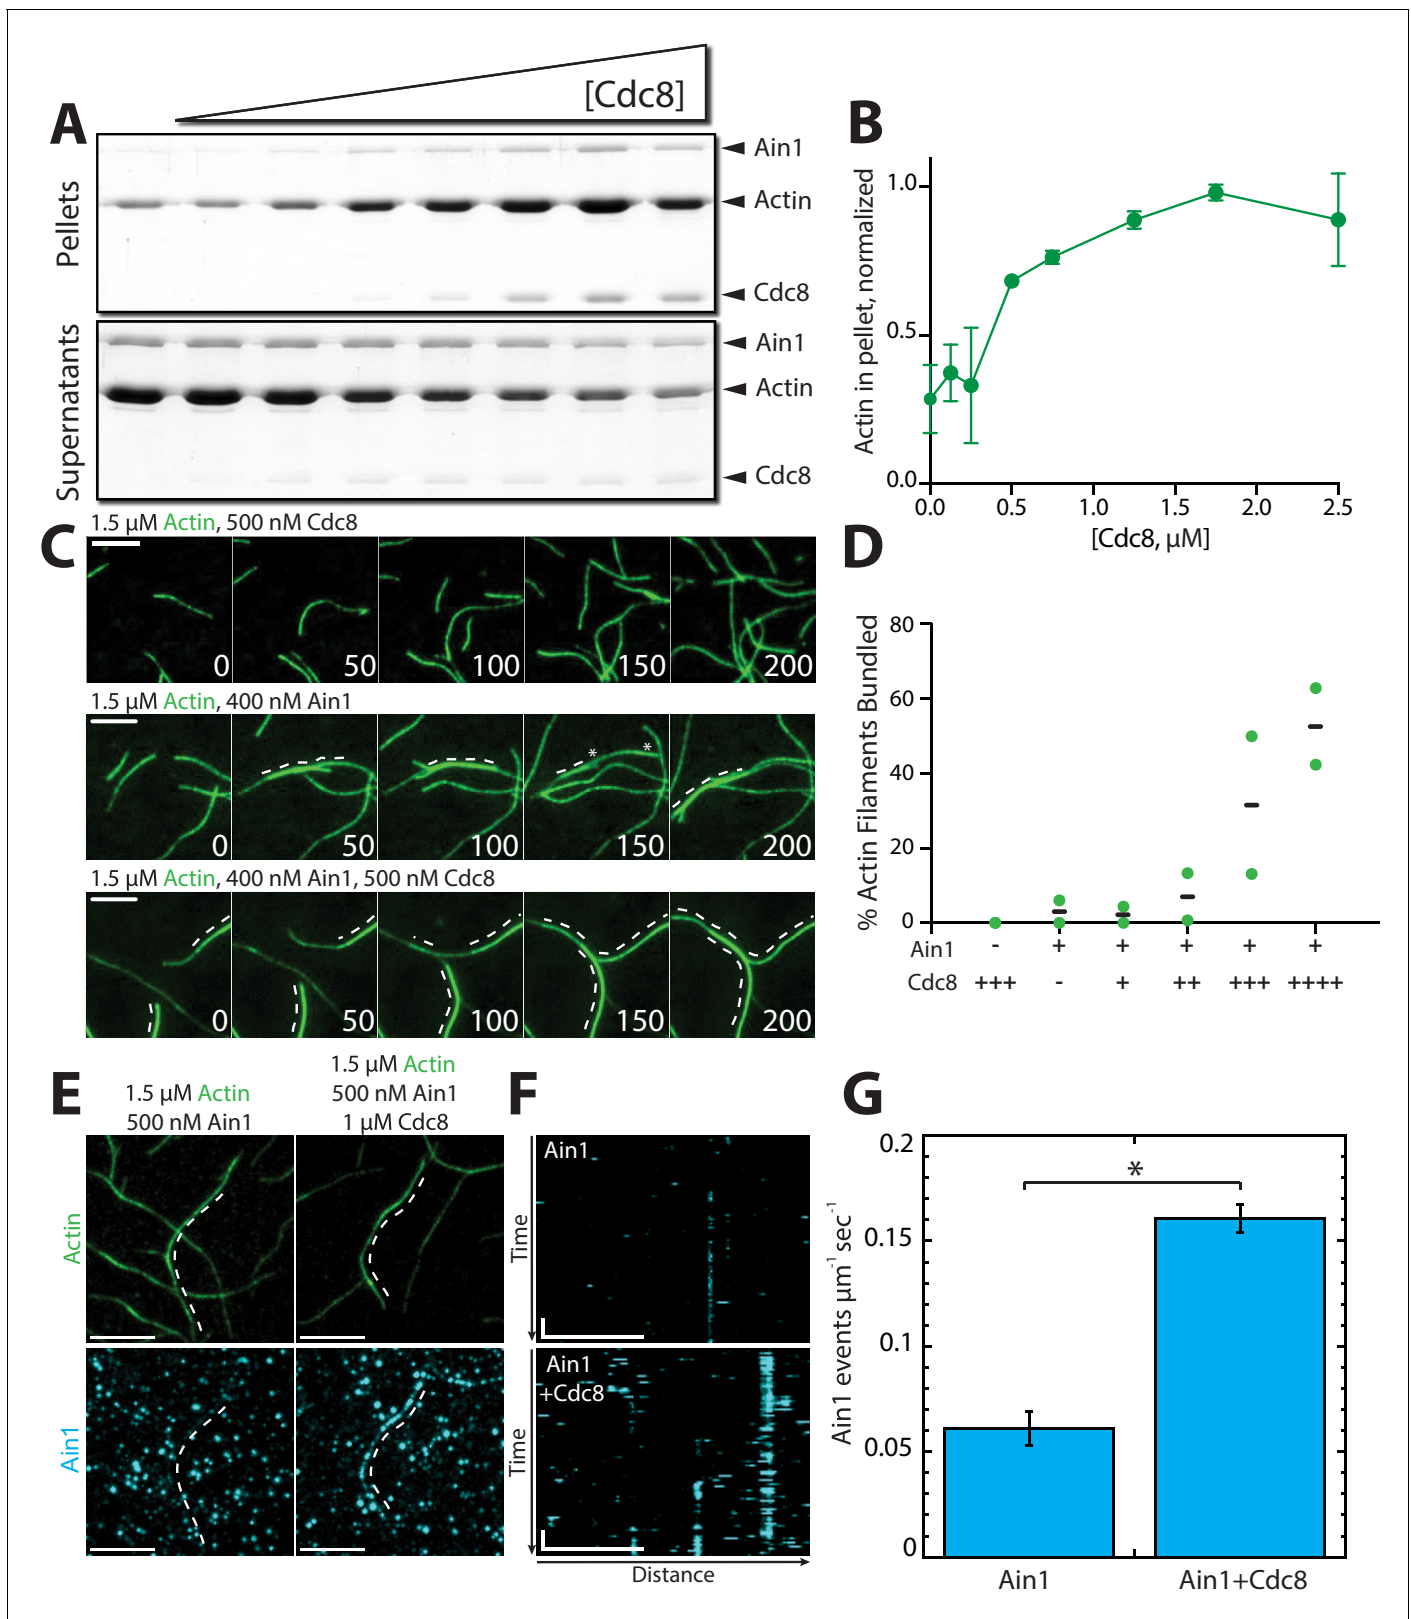 [Cdc8]
A
Pellets
Ain1
Actin
Cdc8
Supernatants
Ain1
Actin
Cdc8
B
Actin in pellet, normalized
1.0
0.5
0.0
0.0 0.5 1.0 1.5 2.0 2.5
[Cdc8, µM]
C
1.5 µM Actin, 500 nM Cdc8
0 50 100 150 200
1.5 µM Actin, 400 nM Ain1
* *
0 50 100 150 200
1.5 µM Actin, 400 nM Ain1, 500 nM Cdc8
0 50 100 150 200
D
% Actin Filaments Bundled
80
60
40
20
0
Ain1 - + + + + +
Cdc8 +++ - + ++ +++ ++++
E
1.5 µM Actin
500 nM Ain1
1.5 µM Actin
500 nM Ain1
1 µM Cdc8
Actin
Ain1
F
Ain1
Time
Ain1
+Cdc8
Time
Distance
G
Ain1 events µm⁻¹ sec⁻¹
0.2
0.15
0.1
0.05
0
*
Ain1 Ain1+Cdc8